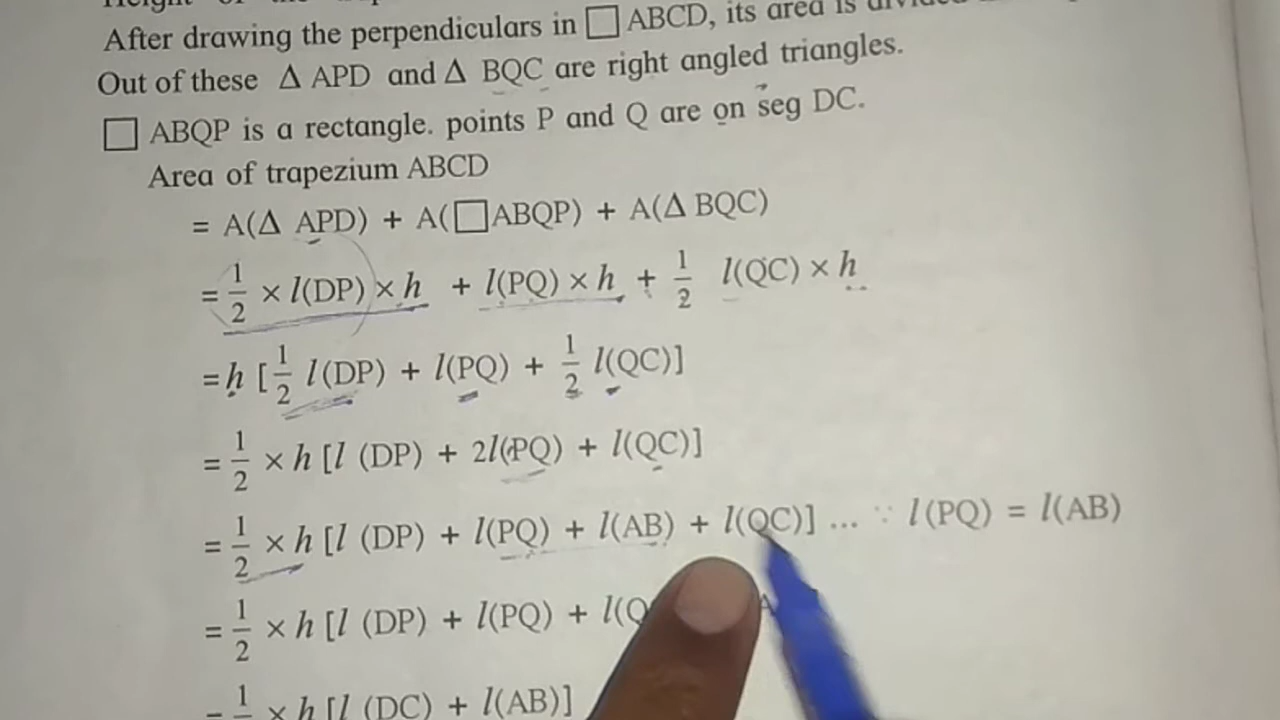 After drawing the perpendiculars in □ ABCD, its area is
Out of these Δ APD and Δ BQC are right angled triangles.
□ ABQP is a rectangle. points P and Q are on seg DC.
Area of trapezium ABCD
= A(Δ APD) + A(□ABQP) + A(Δ BQC)
= 1/2 × l(DP) × h + l(PQ) × h + 1/2 l(QC) × h
= h [1/2 l(DP) + l(PQ) + 1/2 l(QC)]
= 1/2 × h [l (DP) + 2l(PQ) + l(QC)]
= 1/2 × h [l (DP) + l(PQ) + l(AB) + l(QC)] ... ∵ l(PQ) = l(AB)
= 1/2 × h [l (DP) + l(PQ) + l(Q
= 1/2 × h [l (DC) + l(AB)]